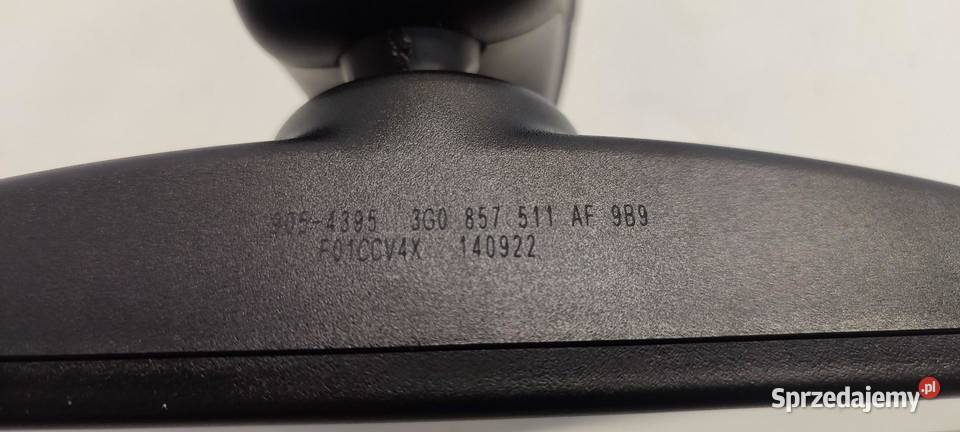 905-4395 3G0 857 511 AF 9B9
F01CCV4X 140922
Sprzedajemy.pl